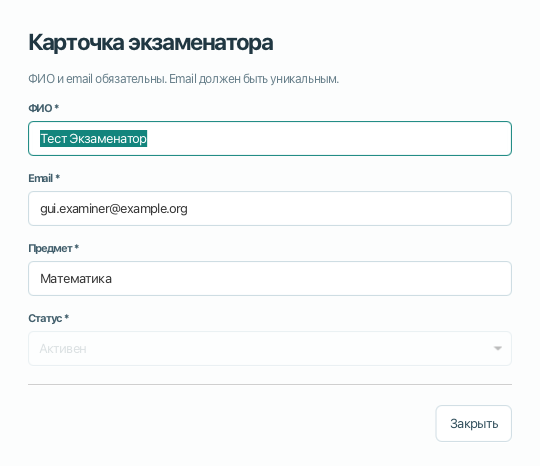 Карточка экзаменатора
ФИО и email обязательны. Email должен быть уникальным.
ФИО *
Тест Экзаменатор
Email *
gui.examiner@example.org
Предмет *
Математика
Статус *
Активен
Закрыть